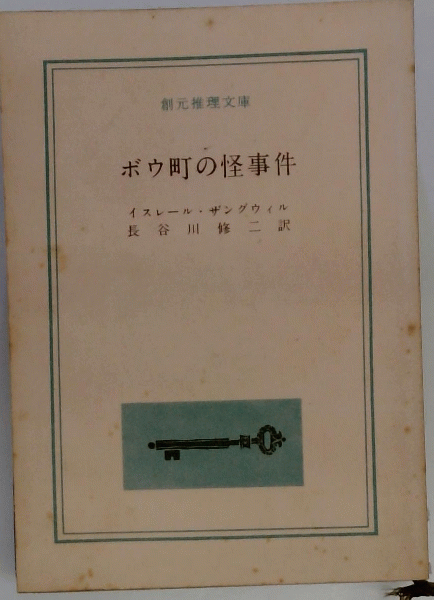 創元推理文庫
ボウ町の怪事件
イスレール・ザングウィル
長谷川修二訳